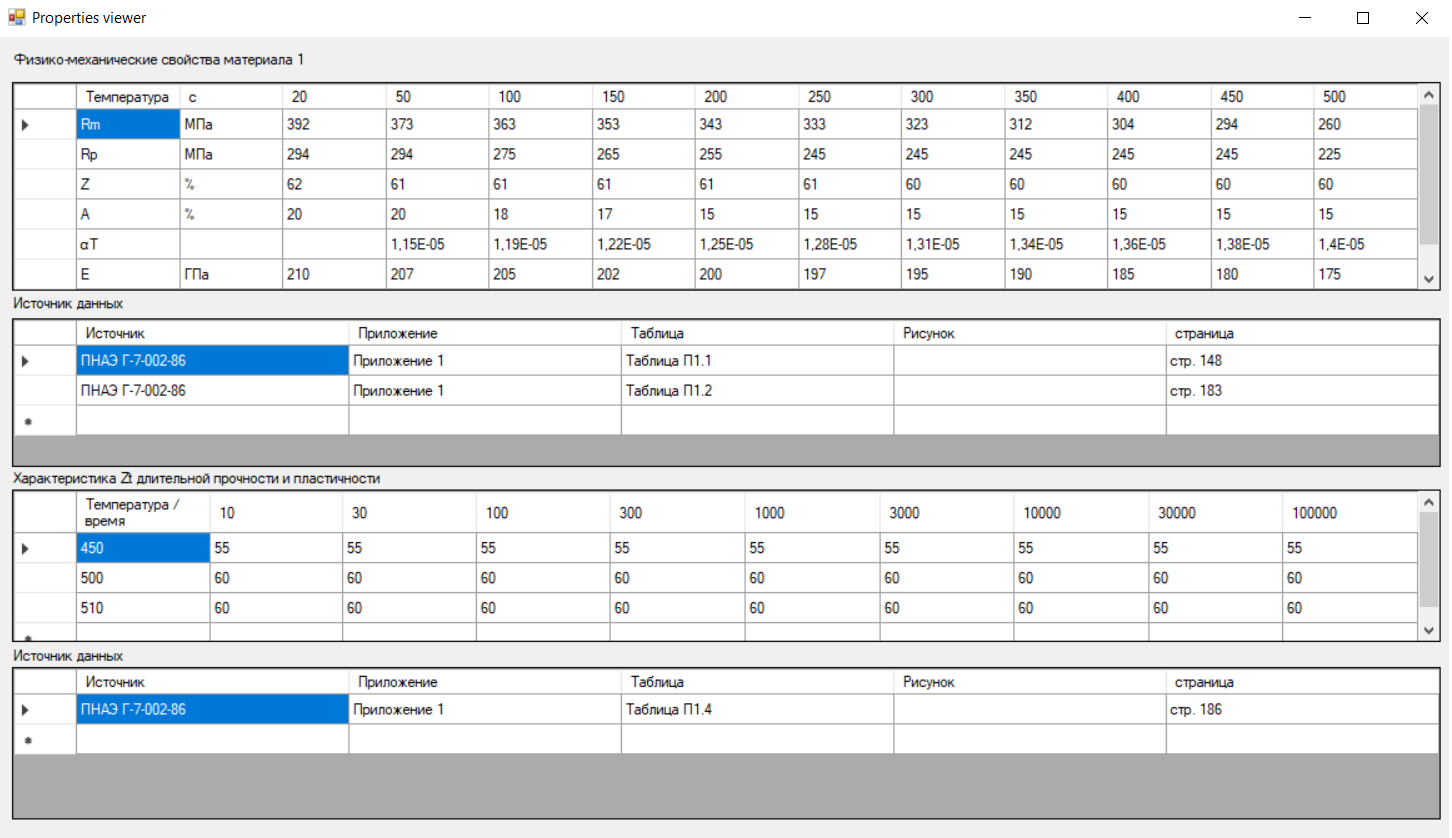 Properties viewer
Физико-механические свойства материала 1
Температура с 20 50 100 150 200 250 300 350 400 450 500
Rm МПа 392 373 363 353 343 333 323 312 304 294 260
Rp МПа 294 294 275 265 255 245 245 245 245 245 225
Z % 62 61 61 61 61 61 60 60 60 60 60
A % 20 20 18 17 15 15 15 15 15 15 15
αT 1,15E-05 1,19E-05 1,22E-05 1,25E-05 1,28E-05 1,31E-05 1,34E-05 1,36E-05 1,38E-05 1,4E-05
E ГПа 210 207 205 202 200 197 195 190 185 180 175
Источник данных
Источник Приложение Таблица Рисунок страница
ПНАЭ Г-7-002-86 Приложение 1 Таблица П1.1 стр. 148
ПНАЭ Г-7-002-86 Приложение 1 Таблица П1.2 стр. 183
Характеристика Zt длительной прочности и пластичности
Температура /
время 10 30 100 300 1000 3000 10000 30000 100000
450 55 55 55 55 55 55 55 55 55
500 60 60 60 60 60 60 60 60 60
510 60 60 60 60 60 60 60 60 60
Источник данных
Источник Приложение Таблица Рисунок страница
ПНАЭ Г-7-002-86 Приложение 1 Таблица П1.4 стр. 186